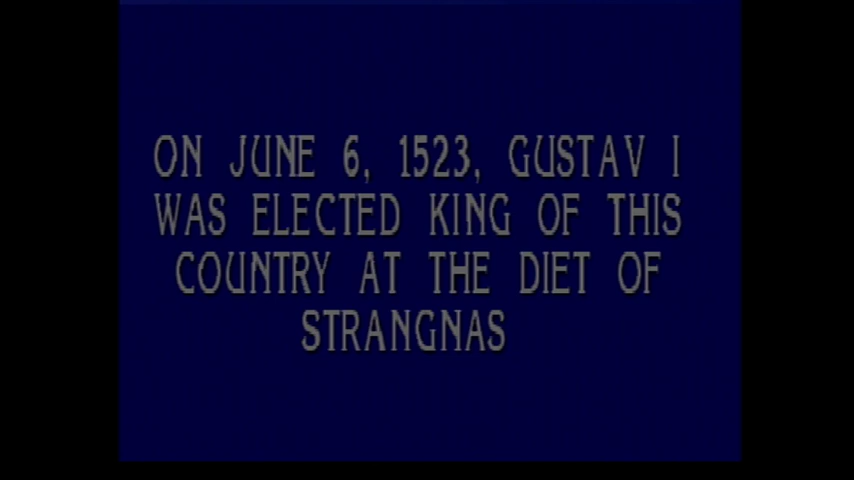 ON JUNE 6, 1523, GUSTAV I
WAS ELECTED KING OF THIS
COUNTRY AT THE DIET OF
STRANGNAS